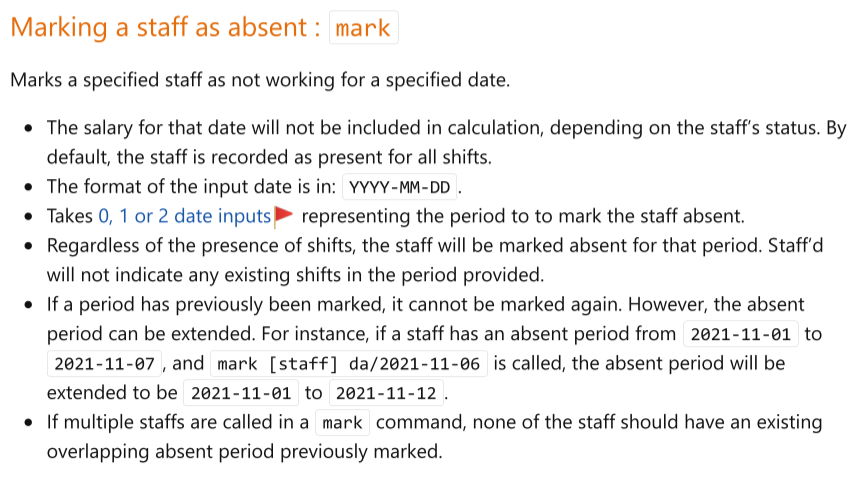 Marking a staff as absent : mark
Marks a specified staff as not working for a specified date.
• The salary for that date will not be included in calculation, depending on the staff's status. By
default, the staff is recorded as present for all shifts.
• The format of the input date is in: YYYY-MM-DD .
• Takes 0, 1 or 2 date inputs🚩 representing the period to to mark the staff absent.
• Regardless of the presence of shifts, the staff will be marked absent for that period. Staff'd
will not indicate any existing shifts in the period provided.
• If a period has previously been marked, it cannot be marked again. However, the absent
period can be extended. For instance, if a staff has an absent period from 2021-11-01 to
2021-11-07 , and mark [staff] da/2021-11-06 is called, the absent period will be
extended to be 2021-11-01 to 2021-11-12 .
• If multiple staffs are called in a mark command, none of the staff should have an existing
overlapping absent period previously marked.